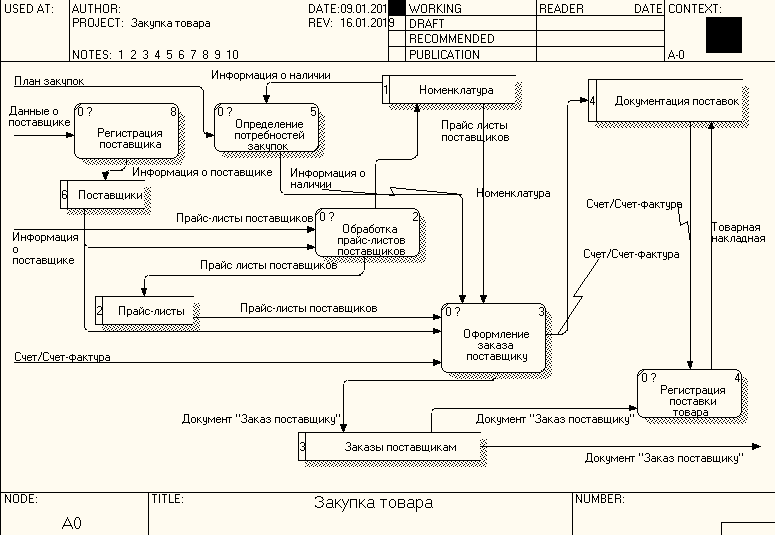 USED AT:
AUTHOR:
DATE:09.01.201
WORKING
READER
DATE
CONTEXT:
PROJECT: Закупка товара
REV: 16.01.2019
DRAFT
RECOMMENDED
NOTES: 1 2 3 4 5 6 7 8 9 10
PUBLICATION
A-0
План закупок
Информация о наличии
1
Номенклатура
4
Документация поставок
Данные о
поставщике
0 ?
8
Регистрация
поставщика
0 ?
5
Определение
потребностей
закупок
Прайс листы
поставщиков
Информация о поставщике
Информация о
наличии
6
Поставщики
Номенклатура
Счет/Счет-фактура
Прайс-листы поставщиков
0 ?
2
Обработка
прайс-листов
поставщиков
Товарная
накладная
Информация
о
поставщике
Счет/Счет-фактура
Прайс листы поставщиков
2
Прайс-листы
Прайс-листы поставщиков
0 ?
3
Оформление
заказа
поставщику
Счет/Счет-фактура
0 ?
4
Регистрация
поставки
товара
Документ "Заказ поставщику"
Документ "Заказ поставщику"
3
Заказы поставщикам
Документ "Заказ поставщику"
NODE:
TITLE:
Закупка товара
NUMBER:
A0